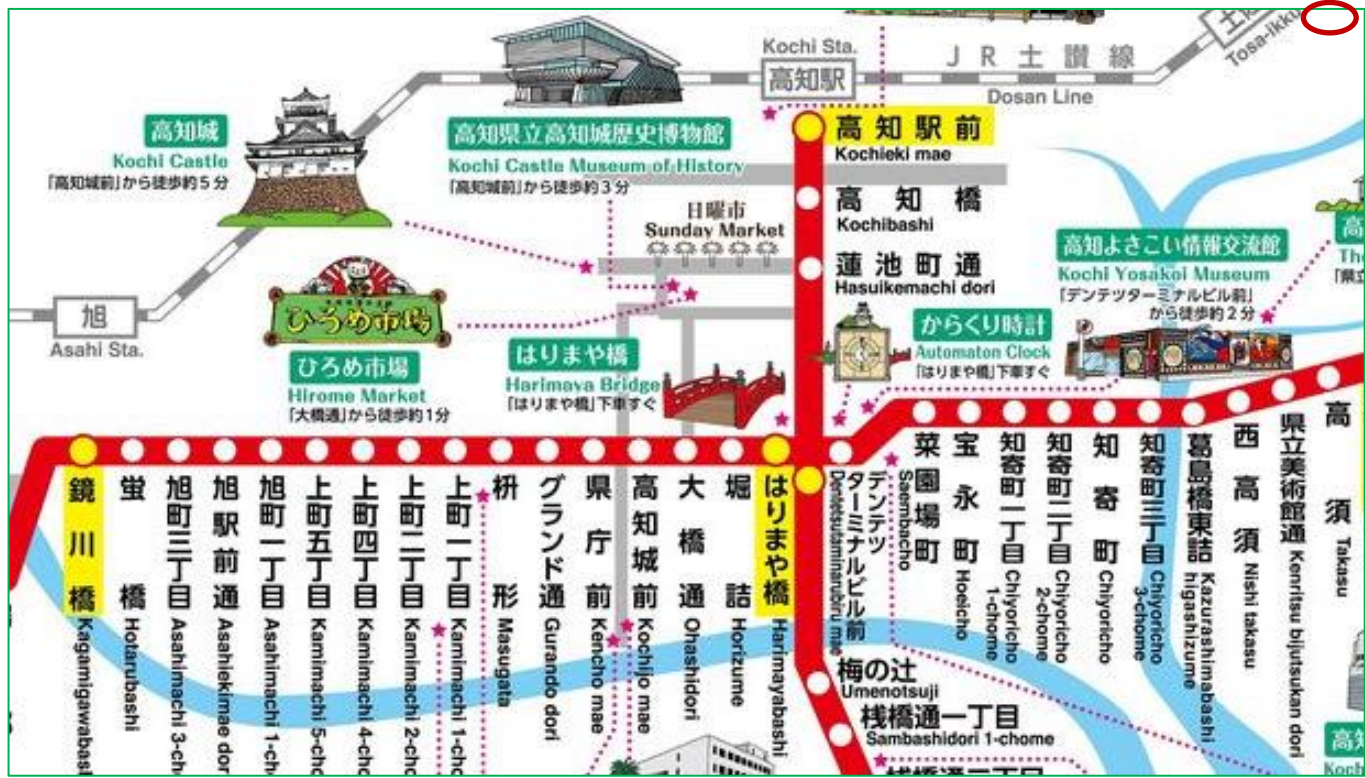 Kochi Sta.
高知駅
JR土讃線
Dosan Line
Tosa-ikku
高知城
Kochi Castle
「高知城前」から徒歩約5分
高知県立高知城歴史博物館
Kochi Castle Museum of History
「高知城前」から徒歩約3分
高知駅前
Kochieki mae
高知橋
Kochibashi
日曜市
Sunday Market
蓮池町通
Hasuikemachi dori
高知よさこい情報交流館
Kochi Yosakoi Museum
「デンテツターミナルビル前」
から徒歩約2分
旭
Asahi Sta.
ひろめ市場
ひろめ市場
Hirome Market
「大橋通」から徒歩約1分
はりまや橋
Harimaya Bridge
「はりまや橋」下車すぐ
からくり時計
Automaton Clock
「はりまや橋」下車すぐ
鏡川橋
Kagamigawabas
蛍橋
Hotarubashi
旭町三丁目
Asahimachi 3-ch
旭駅前通
Asahiekimae dor
旭町一丁目
Asahimachi 1-ch
上町五丁目
Kamimachi 5-cho
上町四丁目
Kamimachi 4-cho
上町二丁目
Kamimachi 2-cho
上町一丁目
Kamimachi 1-cho
枡形
Masugata
グランド通
Gurando dori
県庁前
Kencho mae
高知城前
Kochijo mae
大橋通
Ohashidori
堀詰
Horizume
はりまや橋
Harimayabashi
デンテツ
ターミナルビル前
Dentetsutaminarubiru mae
菜園場町
Saembacho
宝永町
Hoeicho
知寄町一丁目
Chiyoricho
1-chome
知寄町二丁目
Chiyoricho
2-chome
知寄町
Chiyoricho
知寄町三丁目
Chiyoricho
3-chome
葛島橋東詰
Kazurashimabashi
higashizume
西高須
Nishi takasu
県立美術館通
Kenritsu bijutsukan dori
高須
Takasu
梅の辻
Umenotsuji
桟橋通一丁目
Sambashidori 1-chome